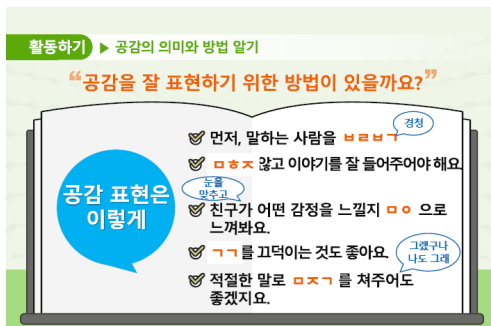 활동하기 ▶ 공감의 의미와 방법 알기
“공감을 잘 표현하기 위한 방법이 있을까요?”
공감 표현은
이렇게
경청
먼저, 말하는 사람을 ㅂㄹㅂㄱ
ㅁㅎㅈ 않고 이야기를 잘 들어주어야 해요.
눈을
맞추고
친구가 어떤 감정을 느낄지 ㅁㅇ 으로
느껴봐요.
ㄱㄱ를 끄덕이는 것도 좋아요.
그랬구나
나도 그래
적절한 말로 ㅁㅈㄱ 를 쳐주어도
좋겠지요.